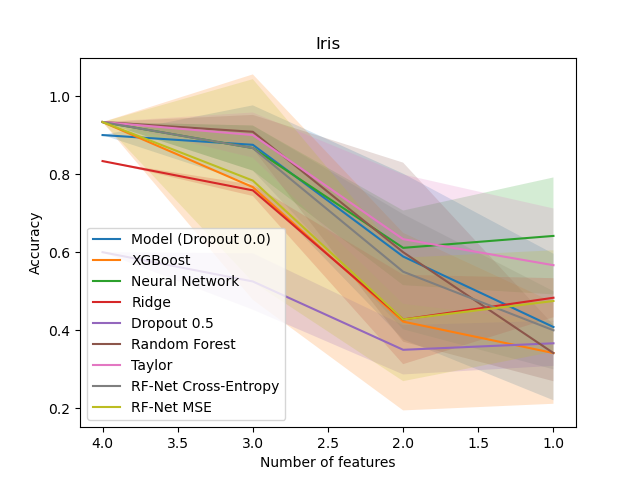 Iris
Accuracy
1.0
0.8
0.6
0.4
0.2
Model (Dropout 0.0)
XGBoost
Neural Network
Ridge
Dropout 0.5
Random Forest
Taylor
RF-Net Cross-Entropy
RF-Net MSE
4.0 3.5 3.0 2.5 2.0 1.5 1.0
Number of features